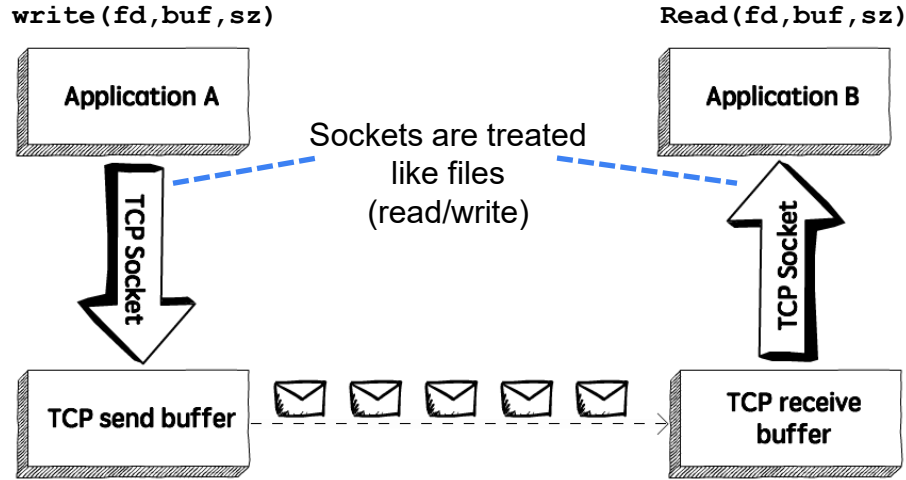 write(fd,buf,sz)
Read(fd,buf,sz)
Application A
Application B
Sockets are treated
like files
(read/write)
TCP Socket
TCP Socket
TCP send buffer
TCP receive
buffer